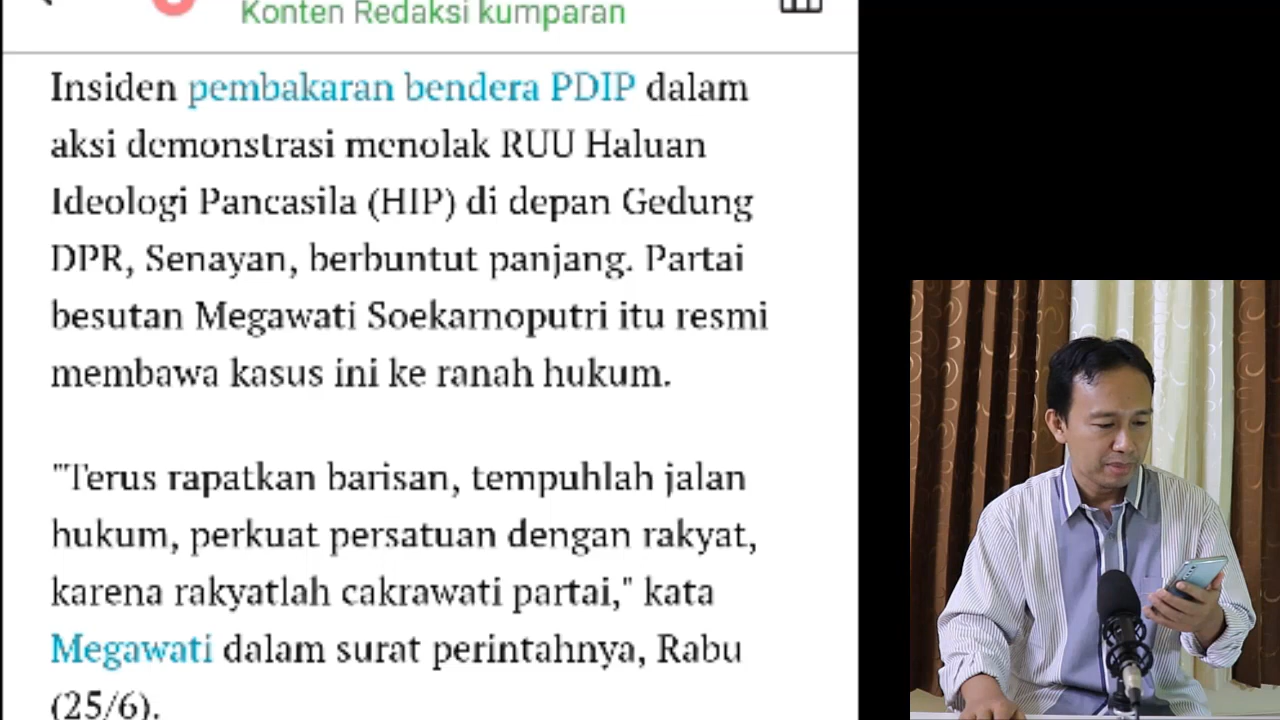 Konten Redaksi kumparan
Insiden pembakaran bendera PDIP dalam
aksi demonstrasi menolak RUU Haluan
Ideologi Pancasila (HIP) di depan Gedung
DPR, Senayan, berbuntut panjang. Partai
besutan Megawati Soekarnoputri itu resmi
membawa kasus ini ke ranah hukum.
"Terus rapatkan barisan, tempuhlah jalan
hukum, perkuat persatuan dengan rakyat,
karena rakyatlah cakrawati partai," kata
Megawati dalam surat perintahnya, Rabu
(25/6).